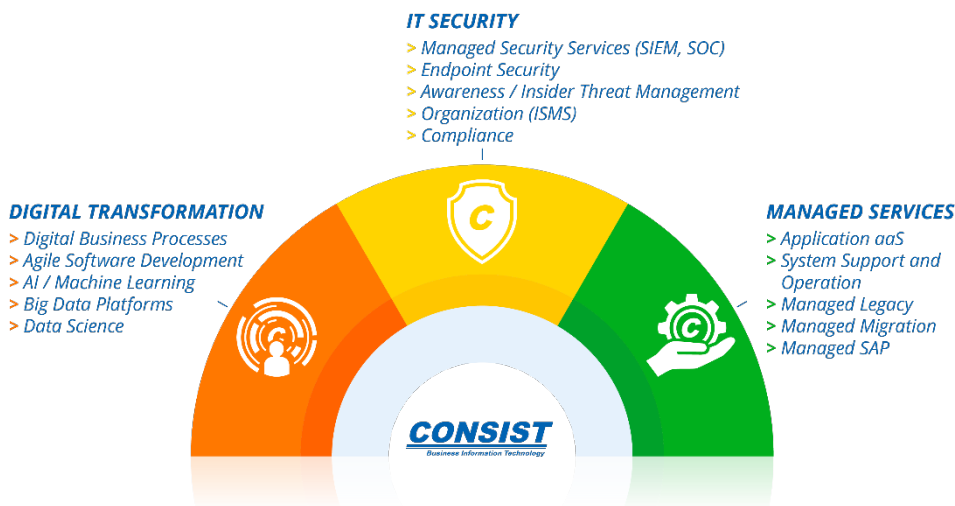 IT SECURITY
> Managed Security Services (SIEM, SOC)
> Endpoint Security
> Awareness / Insider Threat Management
> Organization (ISMS)
> Compliance
DIGITAL TRANSFORMATION
> Digital Business Processes
> Agile Software Development
> AI / Machine Learning
> Big Data Platforms
> Data Science
MANAGED SERVICES
> Application aaS
> System Support and
Operation
> Managed Legacy
> Managed Migration
> Managed SAP
C
C
CONSIST
Business Information Technology